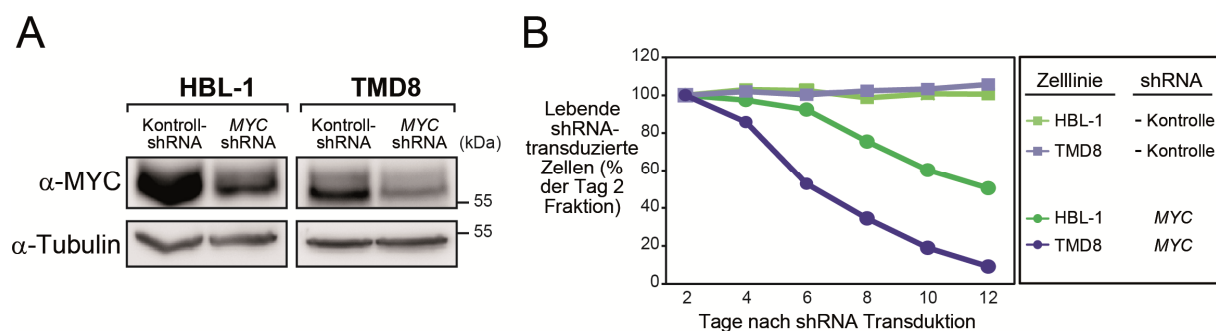 A
HBL-1 TMD8
Kontroll- MYC Kontroll- MYC
shRNA shRNA shRNA shRNA (kDa)
α-MYC
55
α-Tubulin
55
B
Lebende
shRNA-
transduzierte
Zellen (%
der Tag 2
Fraktion)
120
100
80
60
40
20
0
2 4 6 8 10 12
Tage nach shRNA Transduktion
Zelllinie shRNA
HBL-1 - Kontrolle
TMD8 - Kontrolle
HBL-1 MYC
TMD8 MYC